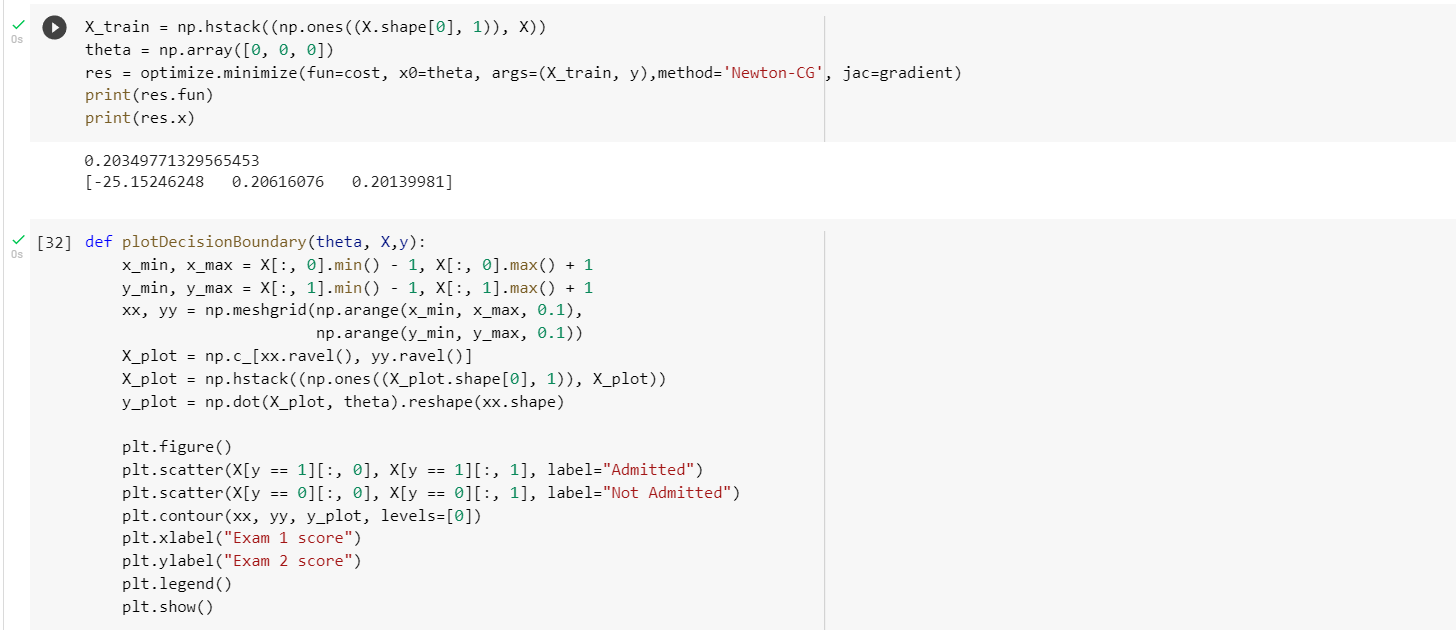 0s
X_train = np.hstack((np.ones((X.shape[0], 1)), X))
theta = np.array([0, 0, 0])
res = optimize.minimize(fun=cost, x0=theta, args=(X_train, y),method='Newton-CG', jac=gradient)
print(res.fun)
print(res.x)
0.20349771329565453
[-25.15246248   0.20616076   0.20139981]
0s
[32] def plotDecisionBoundary(theta, X,y):
    x_min, x_max = X[:, 0].min() - 1, X[:, 0].max() + 1
    y_min, y_max = X[:, 1].min() - 1, X[:, 1].max() + 1
    xx, yy = np.meshgrid(np.arange(x_min, x_max, 0.1),
                         np.arange(y_min, y_max, 0.1))
    X_plot = np.c_[xx.ravel(), yy.ravel()]
    X_plot = np.hstack((np.ones((X_plot.shape[0], 1)), X_plot))
    y_plot = np.dot(X_plot, theta).reshape(xx.shape)
    plt.figure()
    plt.scatter(X[y == 1][:, 0], X[y == 1][:, 1], label="Admitted")
    plt.scatter(X[y == 0][:, 0], X[y == 0][:, 1], label="Not Admitted")
    plt.contour(xx, yy, y_plot, levels=[0])
    plt.xlabel("Exam 1 score")
    plt.ylabel("Exam 2 score")
    plt.legend()
    plt.show()